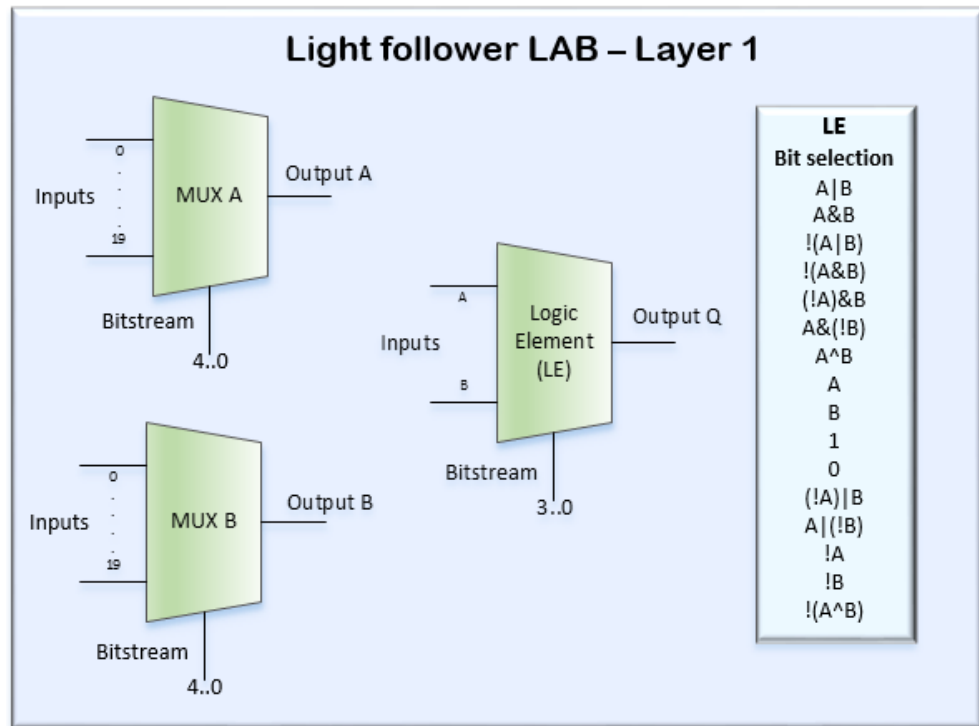 Light follower LAB – Layer 1
0
Inputs
19
MUX A
Output A
Bitstream
4..0
0
Inputs
19
MUX B
Output B
Bitstream
4..0
A
Inputs
B
Logic
Element
(LE)
Output Q
Bitstream
3..0
LE
Bit selection
A|B
A&B
!(A|B)
!(A&B)
(!A)&B
A&(!B)
A^B
A
B
1
0
(!A)|B
A|(!B)
!A
!B
!(A^B)